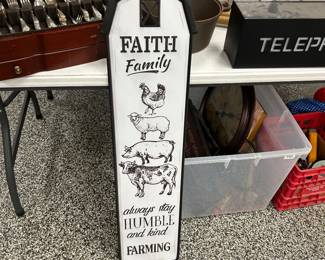 FAITH
Family
always stay
HUMBLE
and kind
FARMING
TELEP